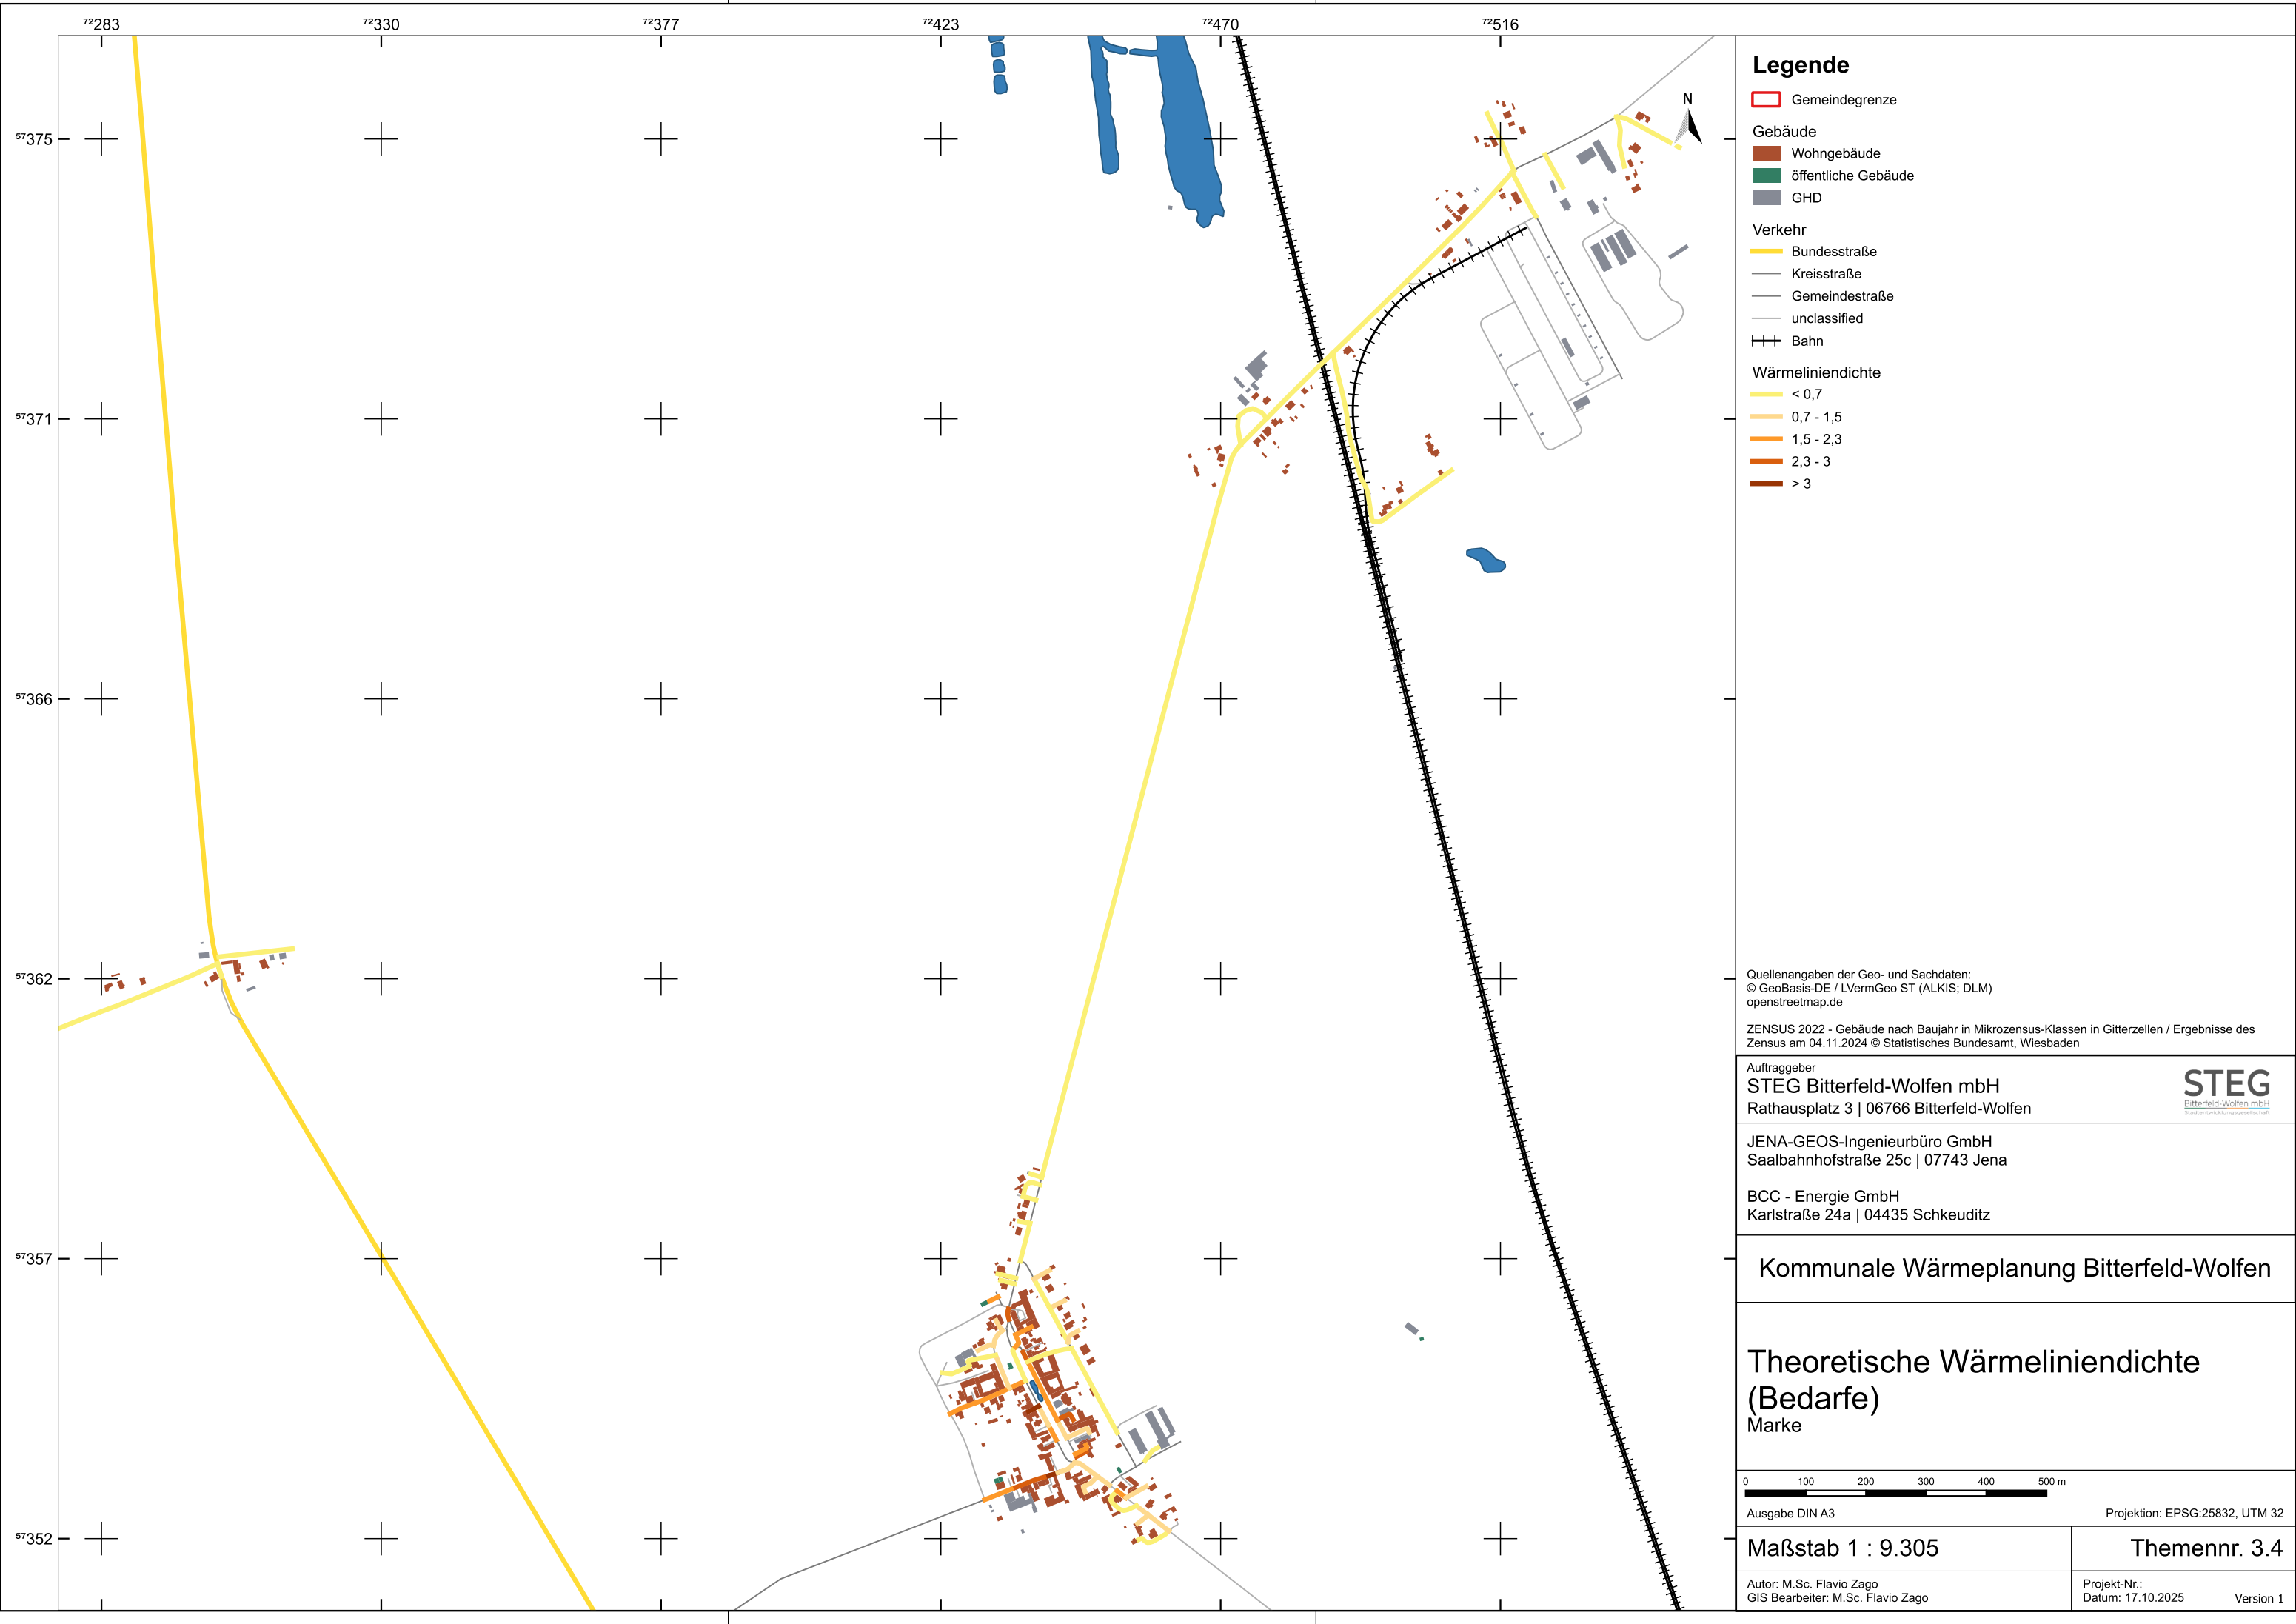 ⁷²283 ⁷²330 ⁷²377 ⁷²423 ⁷²470 ⁷²516
⁵⁷375
⁵⁷371
⁵⁷366
⁵⁷362
⁵⁷357
⁵⁷352
N
Legende
Gemeindegrenze
Gebäude
Wohngebäude
öffentliche Gebäude
GHD
Verkehr
Bundesstraße
Kreisstraße
Gemeindestraße
unclassified
Bahn
Wärmeliniendichte
< 0,7
0,7 - 1,5
1,5 - 2,3
2,3 - 3
> 3
Quellenangaben der Geo- und Sachdaten:
© GeoBasis-DE / LVermGeo ST (ALKIS; DLM)
openstreetmap.de
ZENSUS 2022 - Gebäude nach Baujahr in Mikrozensus-Klassen in Gitterzellen / Ergebnisse des
Zensus am 04.11.2024 © Statistisches Bundesamt, Wiesbaden
Auftraggeber
STEG Bitterfeld-Wolfen mbH
Rathausplatz 3 | 06766 Bitterfeld-Wolfen
STEG
Bitterfeld-Wolfen mbH
Stadtentwicklungsgesellschaft
JENA-GEOS-Ingenieurbüro GmbH
Saalbahnhofstraße 25c | 07743 Jena
BCC - Energie GmbH
Karlstraße 24a | 04435 Schkeuditz
Kommunale Wärmeplanung Bitterfeld-Wolfen
Theoretische Wärmeliniendichte
(Bedarfe)
Marke
0 100 200 300 400 500 m
Ausgabe DIN A3 Projektion: EPSG:25832, UTM 32
Maßstab 1 : 9.305 Themennr. 3.4
Autor: M.Sc. Flavio Zago
GIS Bearbeiter: M.Sc. Flavio Zago
Projekt-Nr.:
Datum: 17.10.2025 Version 1